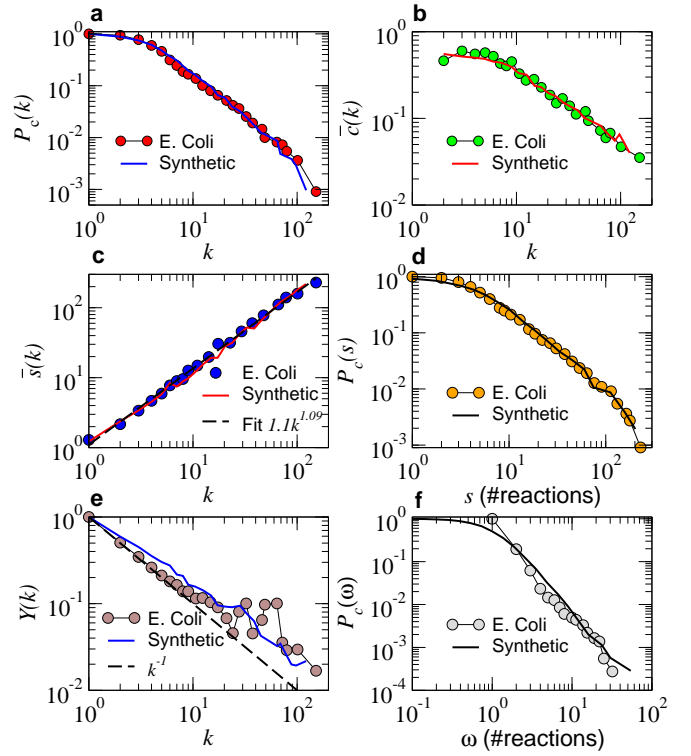 a
10^0
10^-1
10^-2
10^-3
P_c(k)
E. Coli
Synthetic
10^0 10^1 10^2
k
b
10^0
10^-1
10^-2
c̄(k)
E. Coli
Synthetic
10^0 10^1 10^2
k
c
10^2
10^1
10^0
s̄(k)
E. Coli
Synthetic
Fit 1.1k^1.09
10^0 10^1 10^2
k
d
10^0
10^-1
10^-2
10^-3
P_c(s)
E. Coli
Synthetic
10^0 10^1 10^2
s (#reactions)
e
10^0
10^-1
10^-2
Y(k)
E. Coli
Synthetic
k^-1
10^0 10^1 10^2
k
f
10^0
10^-1
10^-2
10^-3
10^-4
P_c(ω)
E. Coli
Synthetic
10^-1 10^0 10^1 10^2
ω (#reactions)